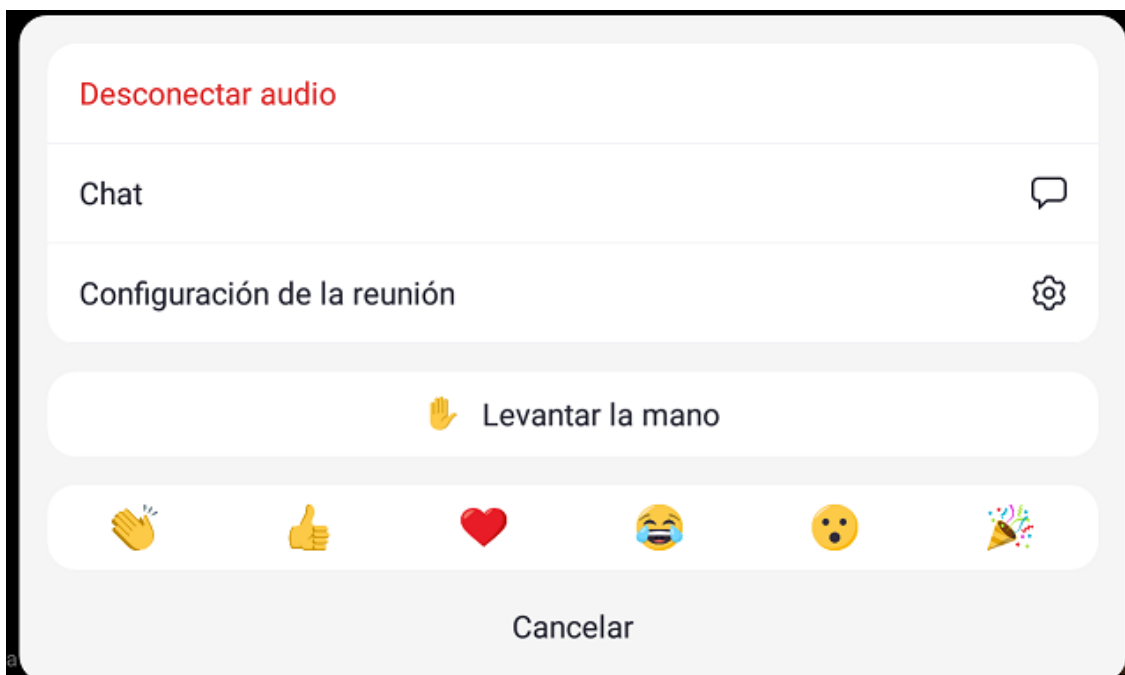 Desconectar audio
Chat
Configuración de la reunión
Levantar la mano
Cancelar
a